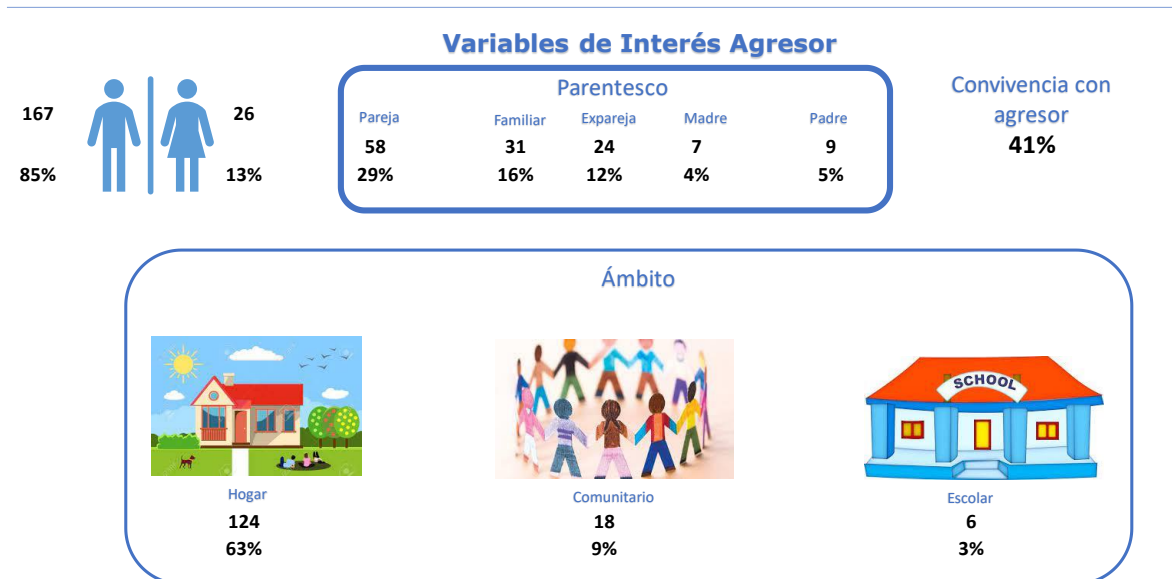 Variables de Interés Agresor
167
85%
26
13%
Parentesco
Pareja Familiar Expareja Madre Padre
58 31 24 7 9
29% 16% 12% 4% 5%
Convivencia con
agresor
41%
Ámbito
SCHOOL
Hogar Comunitario Escolar
124 18 6
63% 9% 3%